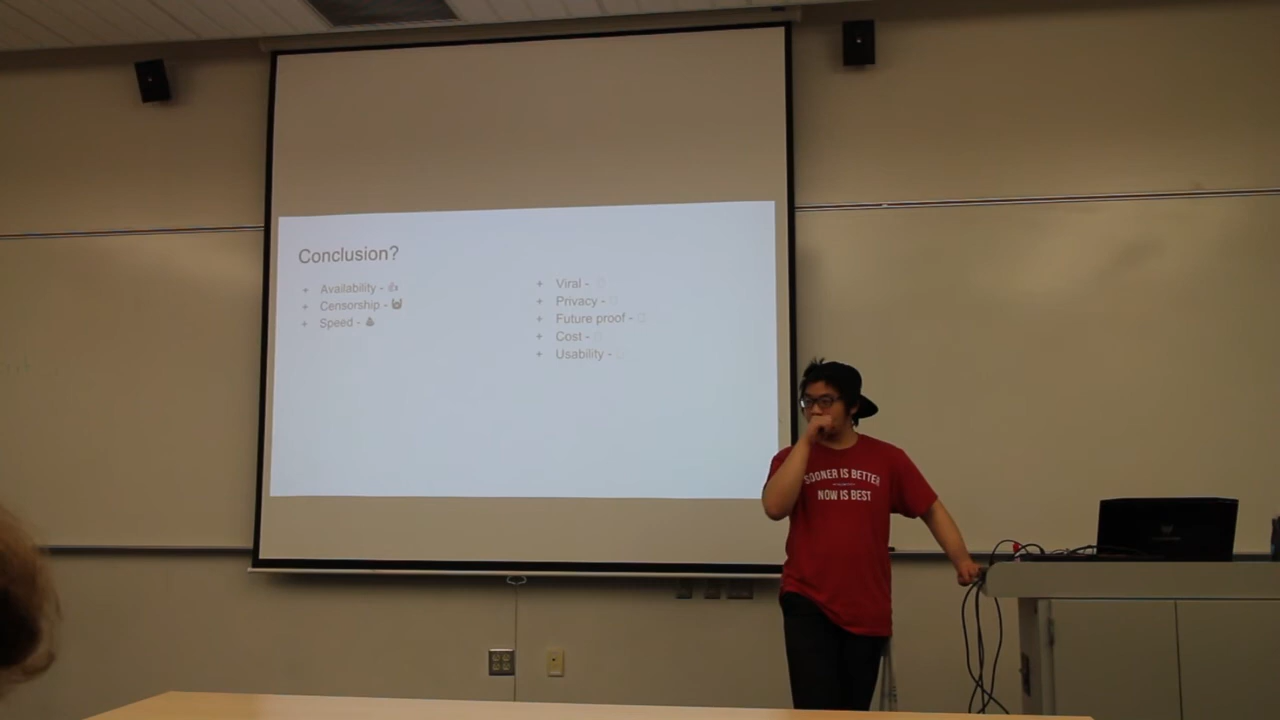 Conclusion?
+ Availability - 👍
+ Censorship -
+ Speed -
+ Viral -
+ Privacy -
+ Future proof -
+ Cost -
+ Usability -
SOONER IS BETTER
NOW IS BEST